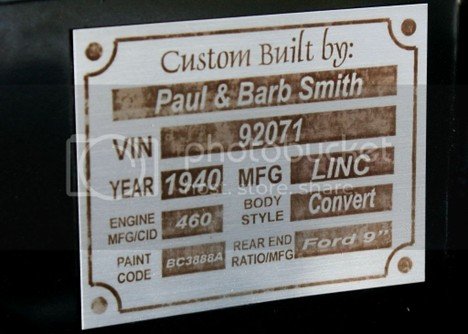 Custom Built by:
Paul & Barb Smith
VIN 92071
YEAR 1940 MFG LINC
ENGINE MFG/CID 460 BODY STYLE Convert
PAINT CODE BC3888A REAR END RATIO/MFG Ford 9"
photobucket